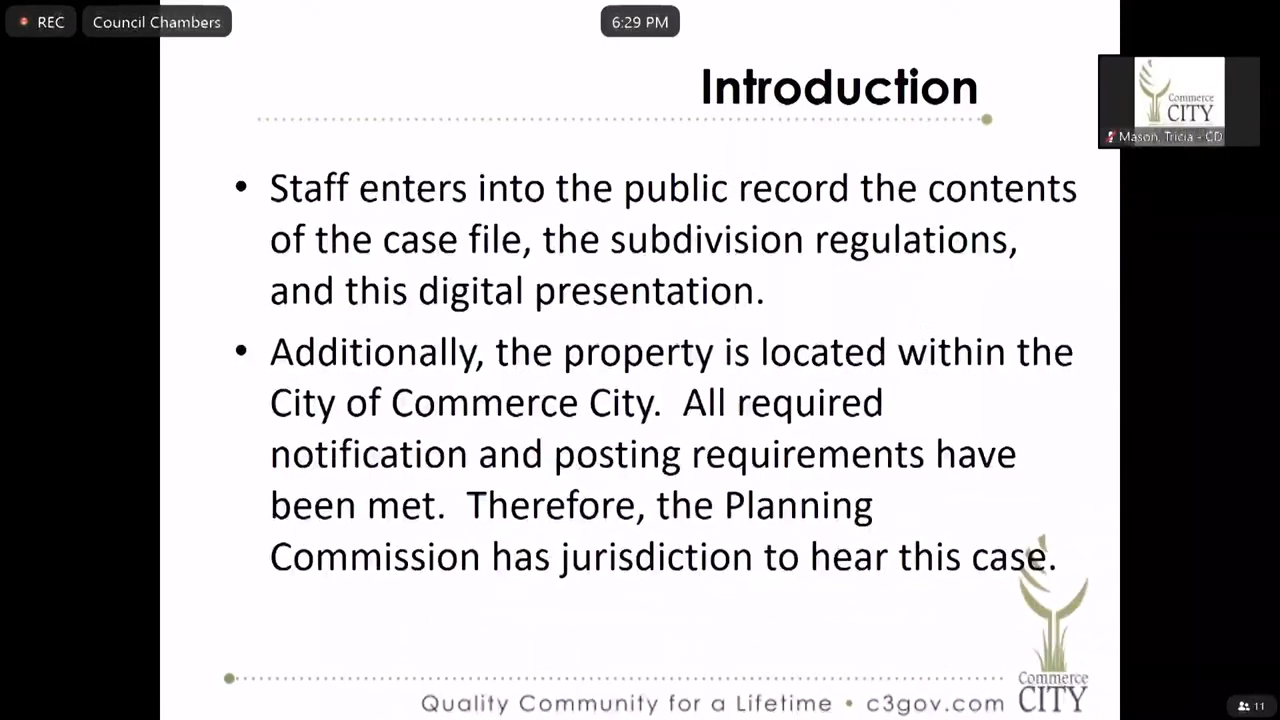 REC
Council Chambers
6:29 PM
Introduction
Commerce
CITY
Mason, Tricia - CD
• Staff enters into the public record the contents
of the case file, the subdivision regulations,
and this digital presentation.
• Additionally, the property is located within the
City of Commerce City.  All required
notification and posting requirements have
been met.  Therefore, the Planning
Commission has jurisdiction to hear this case.
Commerce
CITY
Quality Community for a Lifetime • c3gov.com
11